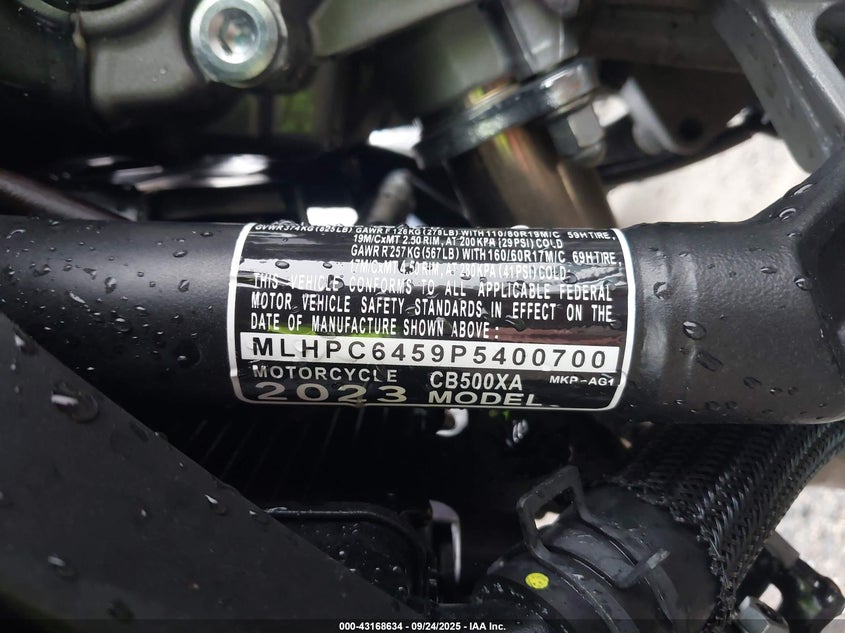 GVWR 374KG (825LB) GAWR F 126KG (278LB) WITH 110/80R19M/C 59H TIRE,
19M/CxMT 2.50 RIM, AT 200KPA (29PSI) COLD
GAWR R 257KG (567LB) WITH 160/60R17M/C 69H TIRE,
17M/CxMT 4.50 RIM, AT 280KPA (41PSI) COLD
THIS VEHICLE CONFORMS TO ALL APPLICABLE FEDERAL
MOTOR VEHICLE SAFETY STANDARDS IN EFFECT ON THE
DATE OF MANUFACTURE SHOWN ABOVE:
MLHPC6459P5400700
MOTORCYCLE CB500XA MKP-AG1
2023 MODEL.
000-43168634 - 09/24/2025 - IAA Inc.